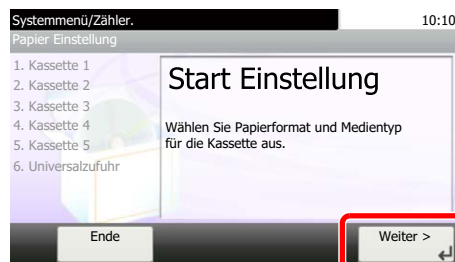 Systemmenü/Zähler.
10:10
Papier Einstellung
1. Kassette 1
2. Kassette 2
3. Kassette 3
4. Kassette 4
5. Kassette 5
6. Universalzufuhr
Start Einstellung
Wählen Sie Papierformat und Medientyp
für die Kassette aus.
Ende
Weiter >